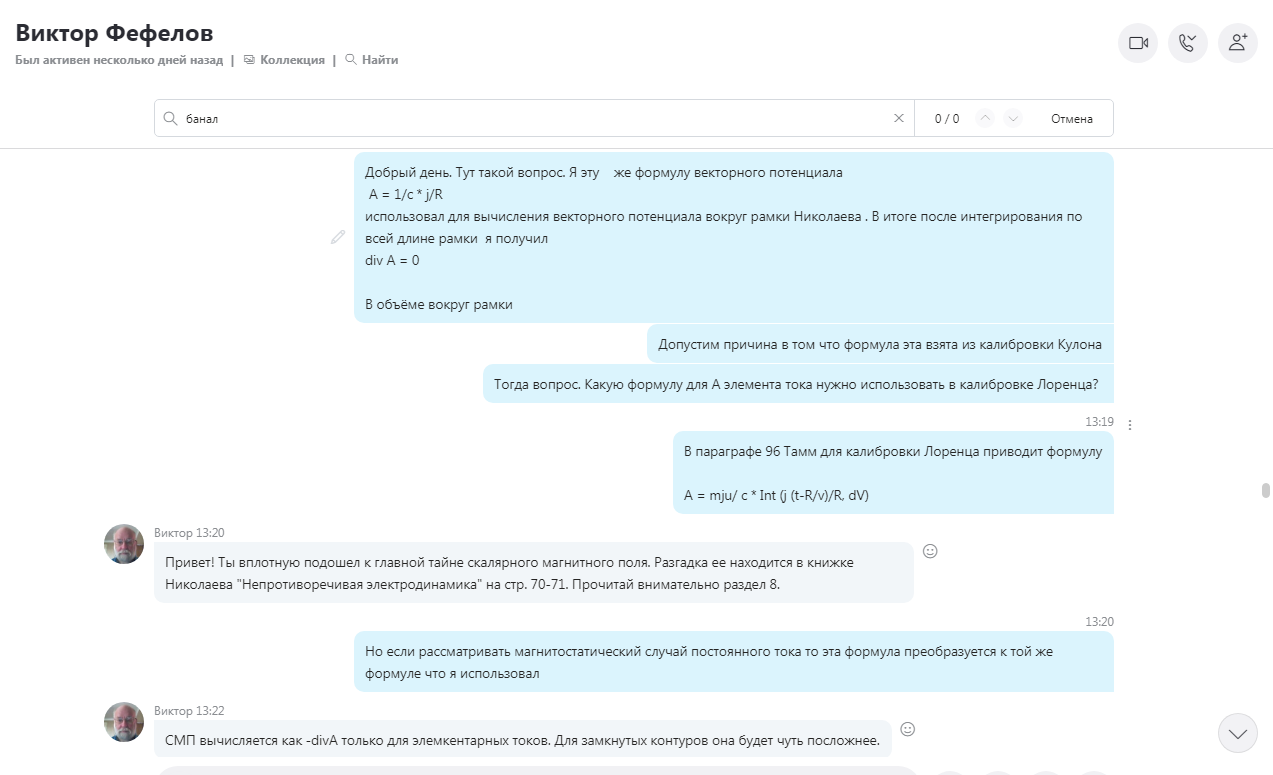 Виктор Фефелов
Был активен несколько дней назад | Коллекция | Найти
банал
0 / 0
Отмена
Добрый день. Тут такой вопрос. Я эту же формулу векторного потенциала
A = 1/c * j/R
использовал для вычисления векторного потенциала вокруг рамки Николаева . В итоге после интегрирования по
всей длине рамки я получил
div A = 0
В объёме вокруг рамки
Допустим причина в том что формула эта взята из калибровки Кулона
Тогда вопрос. Какую формулу для А элемента тока нужно использовать в калибровке Лоренца?
13:19
В параграфе 96 Тамм для калибровки Лоренца приводит формулу
A = mju/ c * Int (j (t-R/v)/R, dV)
Виктор 13:20
Привет! Ты вплотную подошел к главной тайне скалярного магнитного поля. Разгадка ее находится в книжке
Николаева "Непротиворечивая электродинамика" на стр. 70-71. Прочитай внимательно раздел 8.
13:20
Но если рассматривать магнитостатический случай постоянного тока то эта формула преобразуется к той же
формуле что я использовал
Виктор 13:22
СМП вычисляется как -divA только для элемкентарных токов. Для замкнутых контуров она будет чуть посложнее.